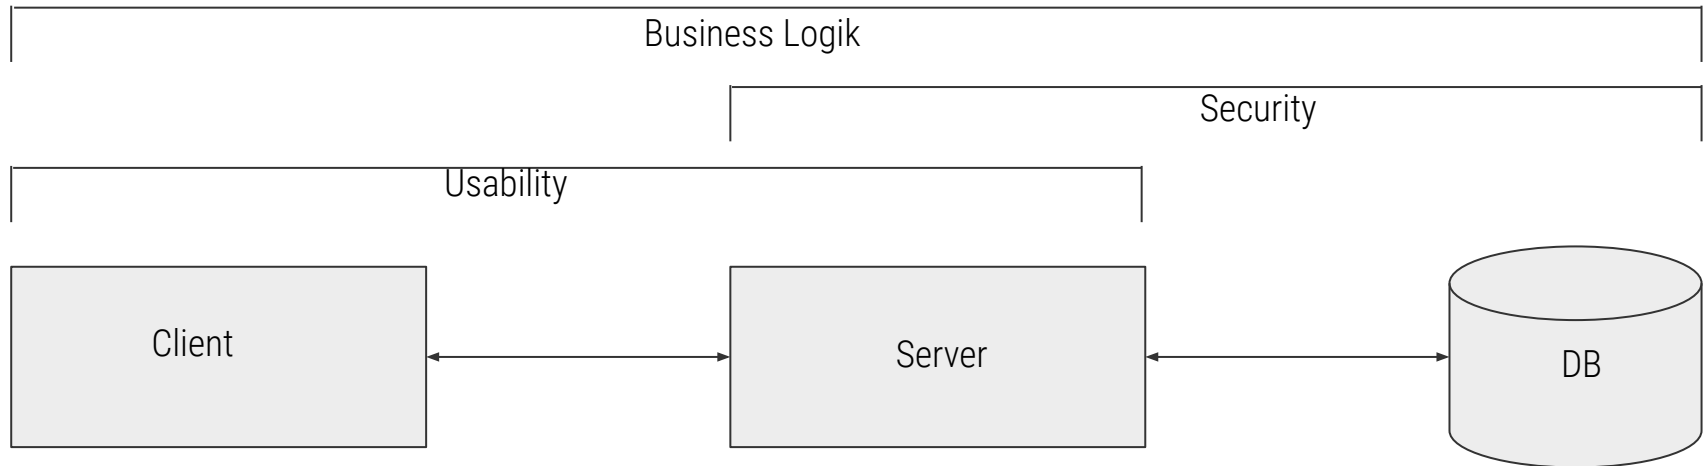 Business Logik
Security
Usability
Client
Server
DB